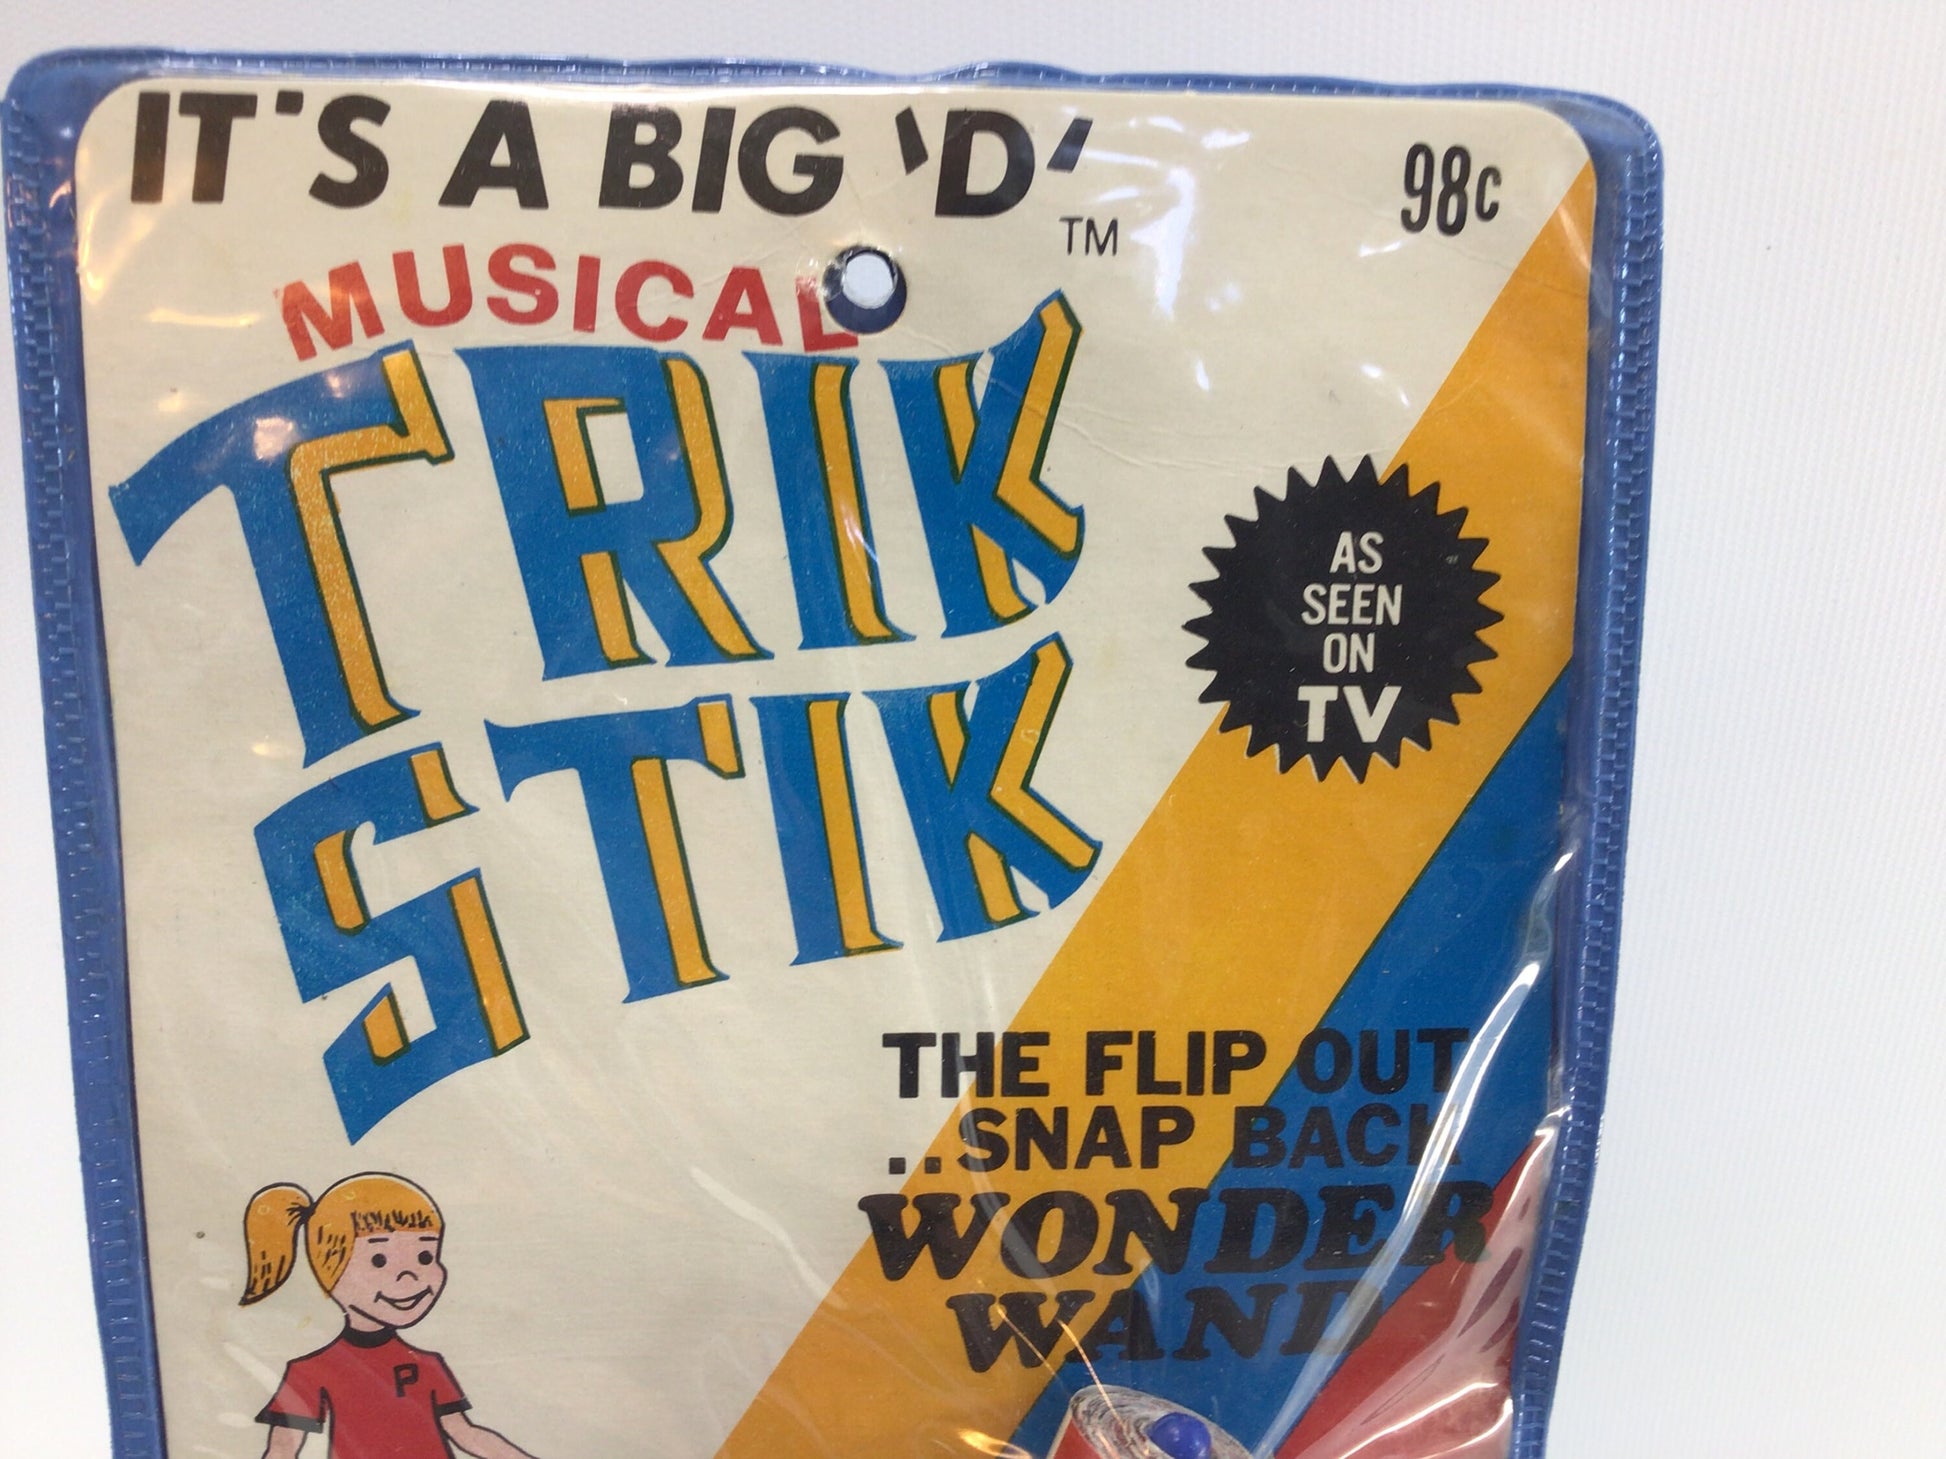 IT'S A BIG 'D' TM
98c
MUSICAL
TRIK
STIK
AS
SEEN
ON
TV
THE FLIP OUT
..SNAP BACK
WONDER
WAND
P